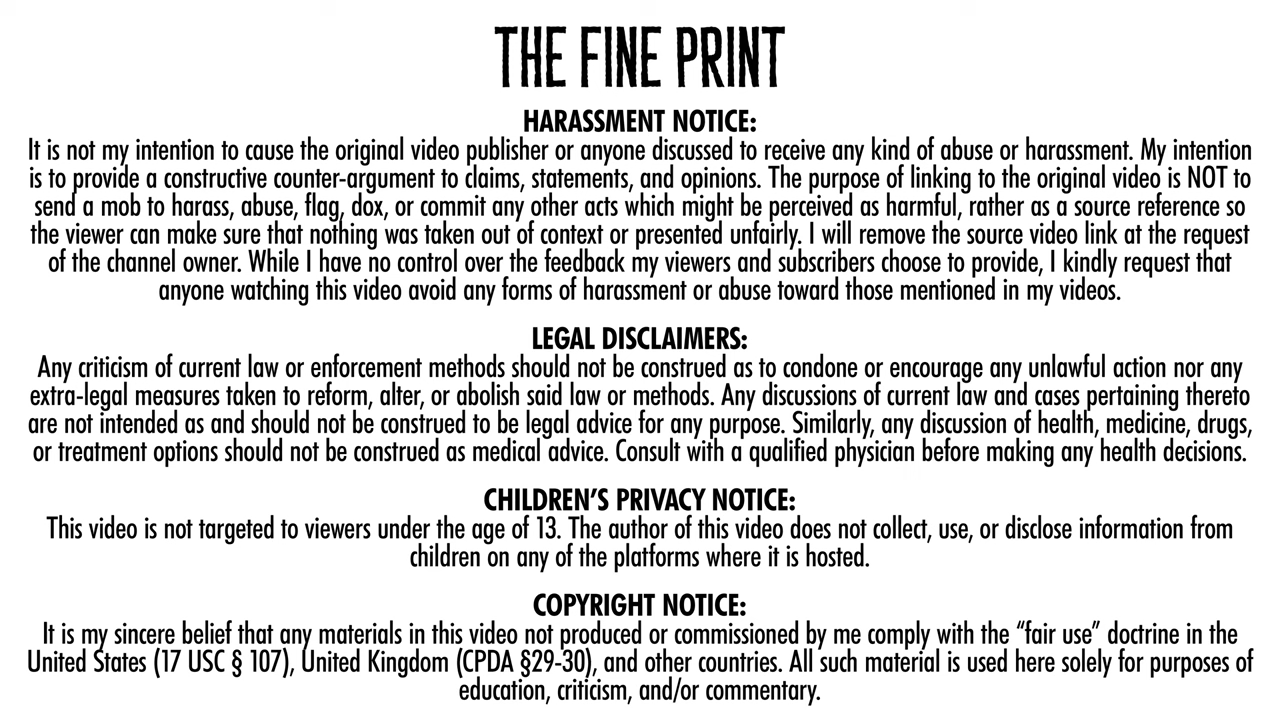 THE FINE PRINT
HARASSMENT NOTICE:
It is not my intention to cause the original video publisher or anyone discussed to receive any kind of abuse or harassment. My intention
is to provide a constructive counter-argument to claims, statements, and opinions. The purpose of linking to the original video is NOT to
send a mob to harass, abuse, flag, dox, or commit any other acts which might be perceived as harmful, rather as a source reference so
the viewer can make sure that nothing was taken out of context or presented unfairly. I will remove the source video link at the request
of the channel owner. While I have no control over the feedback my viewers and subscribers choose to provide, I kindly request that
anyone watching this video avoid any forms of harassment or abuse toward those mentioned in my videos.
LEGAL DISCLAIMERS:
Any criticism of current law or enforcement methods should not be construed as to condone or encourage any unlawful action nor any
extra-legal measures taken to reform, alter, or abolish said law or methods. Any discussions of current law and cases pertaining thereto
are not intended as and should not be construed to be legal advice for any purpose. Similarly, any discussion of health, medicine, drugs,
or treatment options should not be construed as medical advice. Consult with a qualified physician before making any health decisions.
CHILDREN'S PRIVACY NOTICE:
This video is not targeted to viewers under the age of 13. The author of this video does not collect, use, or disclose information from
children on any of the platforms where it is hosted.
COPYRIGHT NOTICE:
It is my sincere belief that any materials in this video not produced or commissioned by me comply with the “fair use” doctrine in the
United States (17 USC § 107), United Kingdom (CPDA §29-30), and other countries. All such material is used here solely for purposes of
education, criticism, and/or commentary.